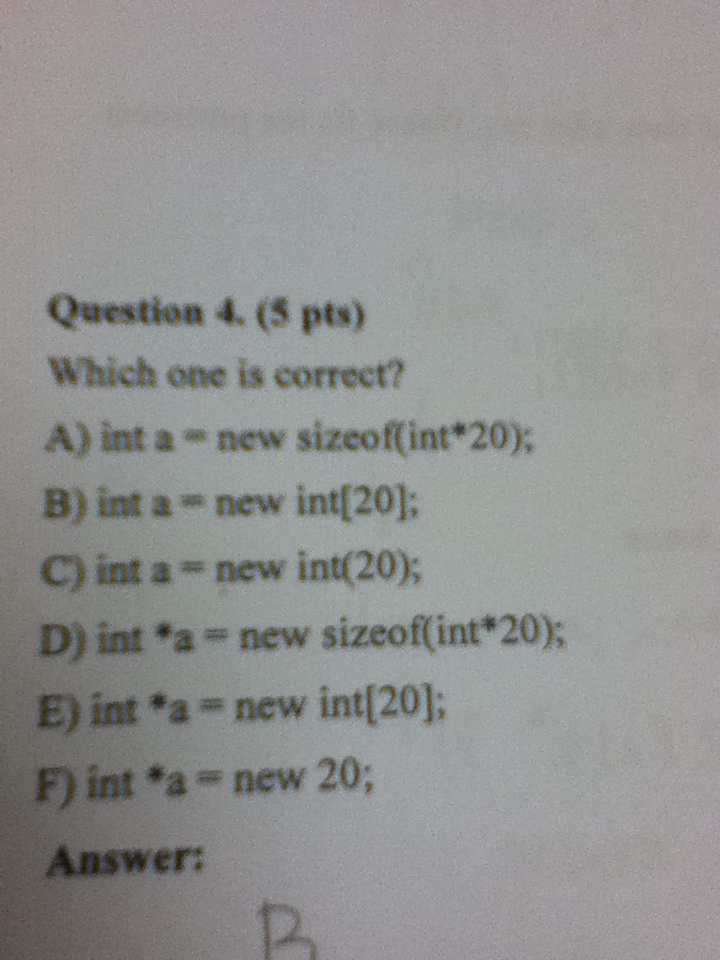 Question 4. (5 pts)
Which one is correct?
A) int a = new sizeof(int*20);
B) int a = new int[20];
C) int a = new int(20);
D) int *a = new sizeof(int*20);
E) int *a = new int[20];
F) int *a = new 20;
Answer:
B